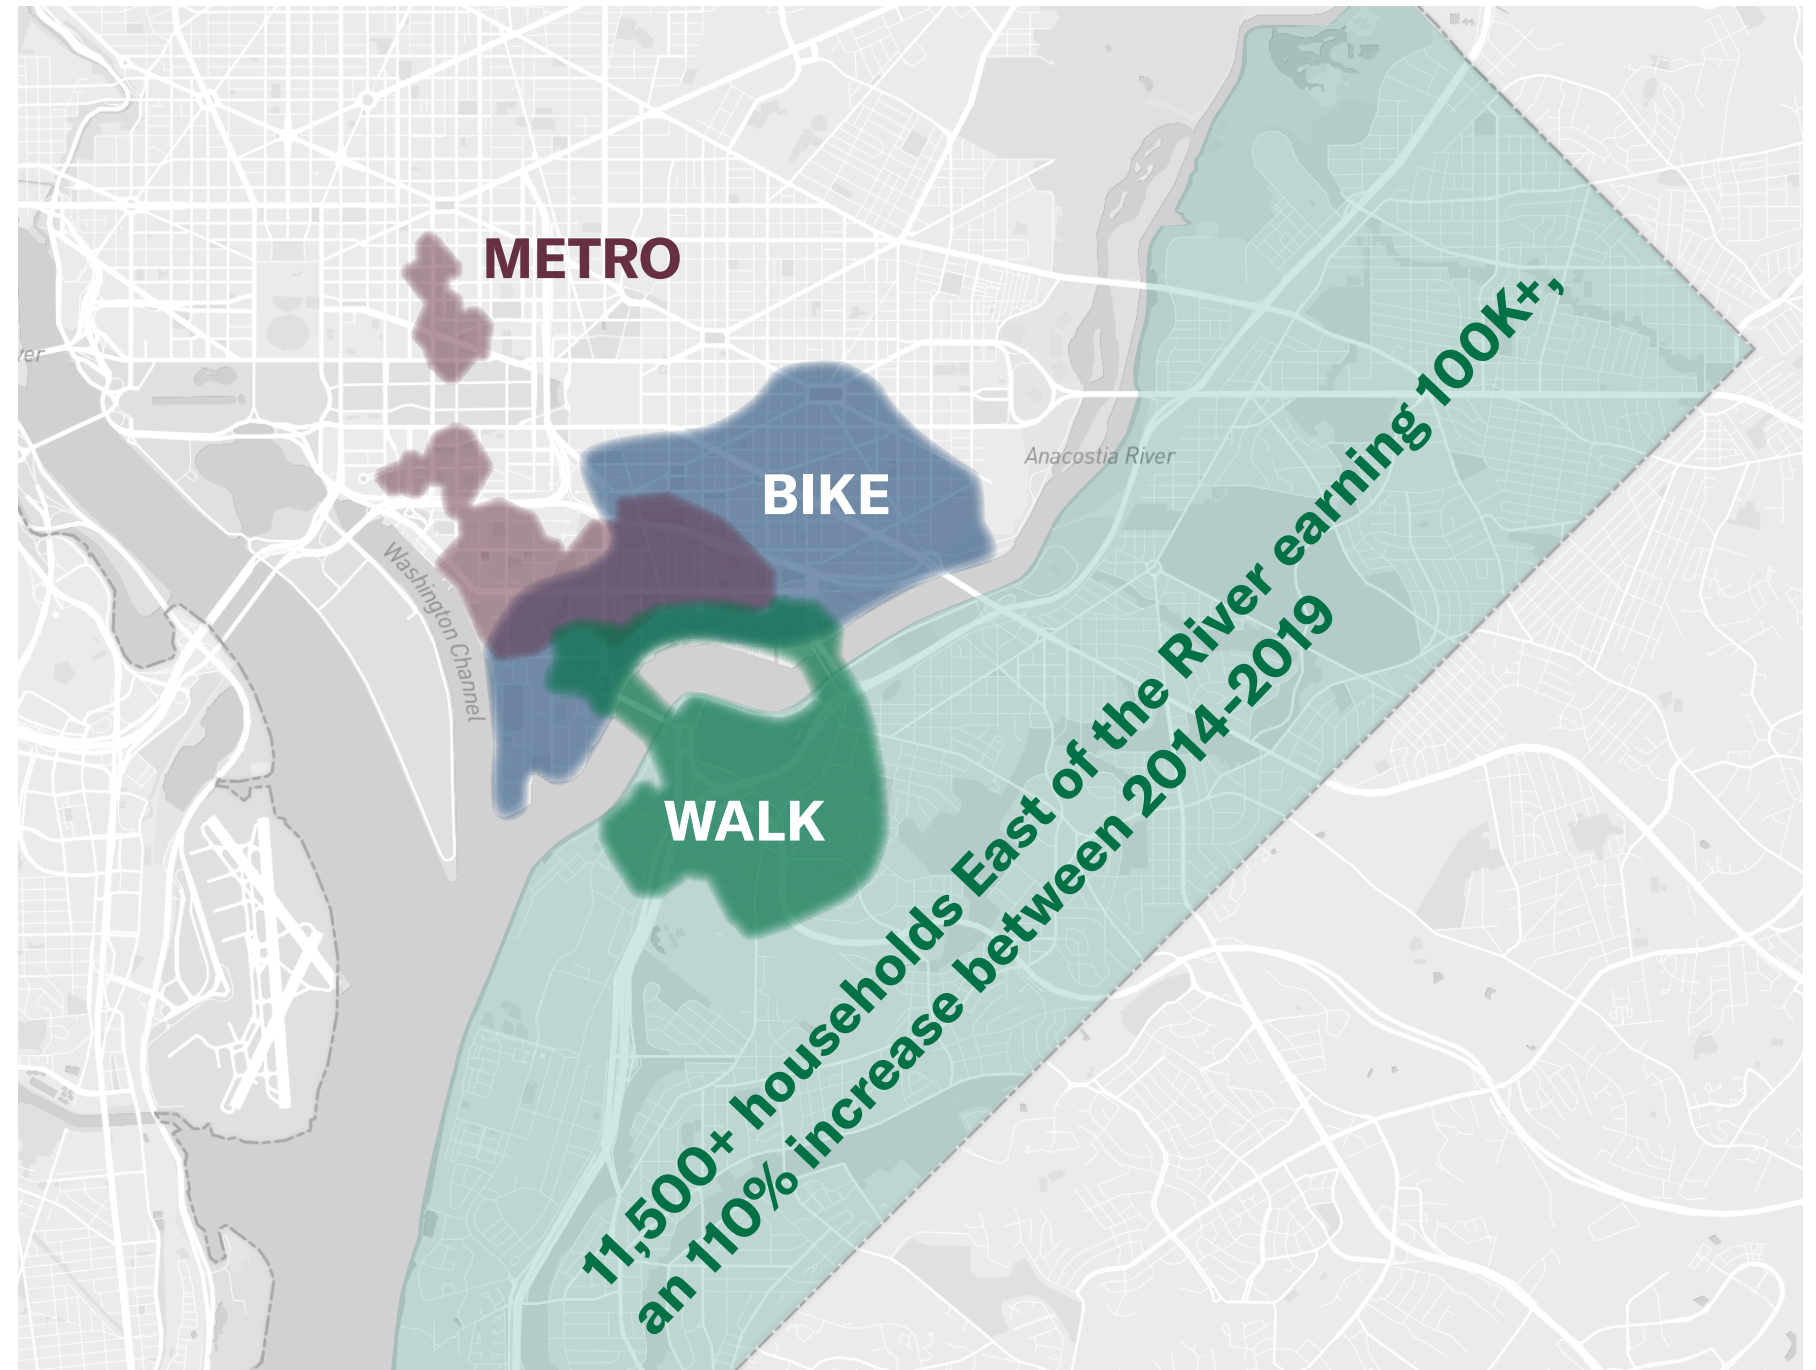 METRO
BIKE
Anacostia River
Washington Channel
WALK
11,500+ households East of the River earning 100K+,
an 110% increase between 2014-2019